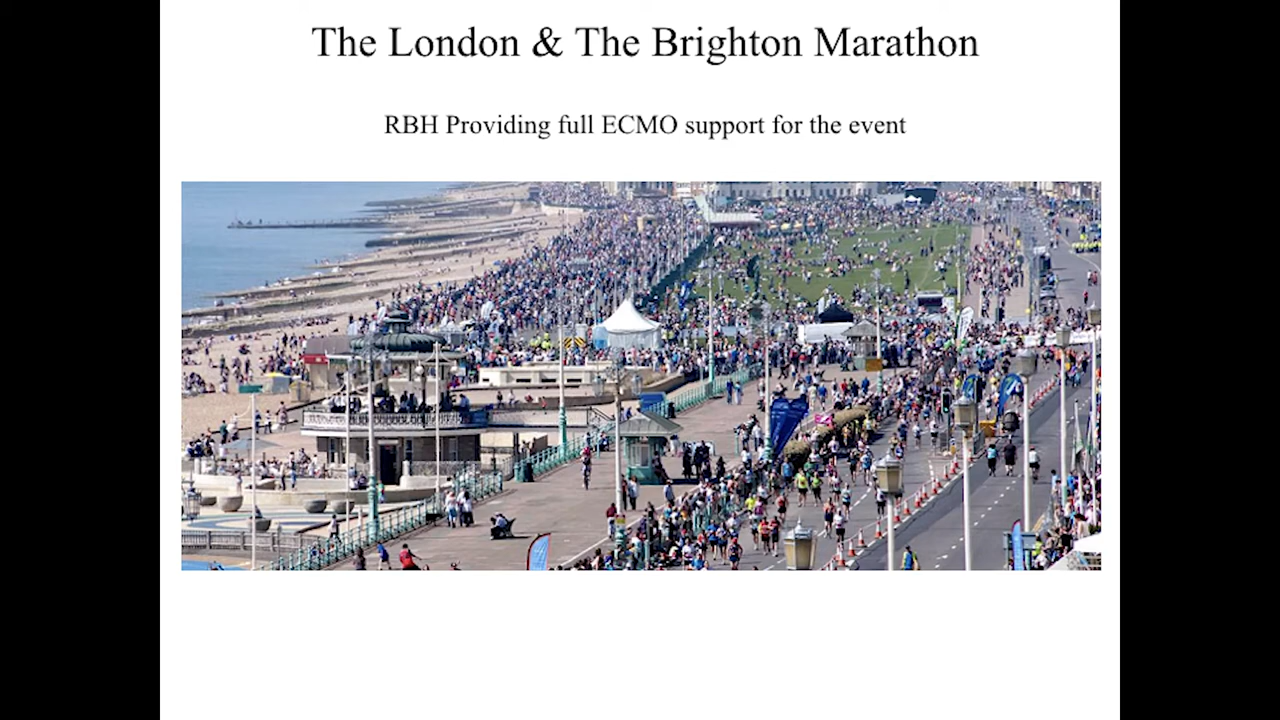 The London & The Brighton Marathon
RBH Providing full ECMO support for the event